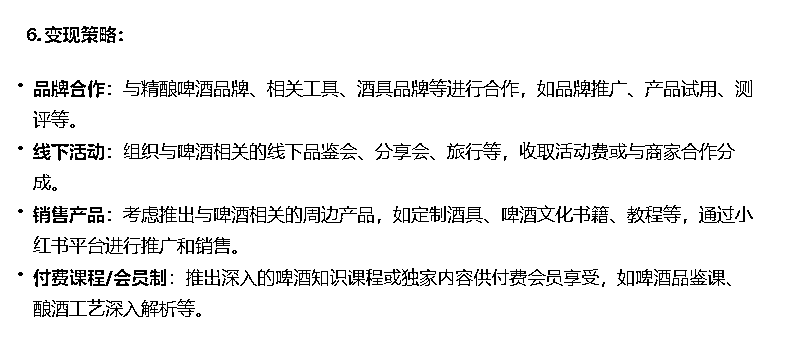 6. 变现策略：
• 品牌合作：与精酿啤酒品牌、相关工具、酒具品牌等进行合作，如品牌推广、产品试用、测
评等。
• 线下活动：组织与啤酒相关的线下品鉴会、分享会、旅行等，收取活动费或与商家合作分
成。
• 销售产品：考虑推出与啤酒相关的周边产品，如定制酒具、啤酒文化书籍、教程等，通过小
红书平台进行推广和销售。
• 付费课程/会员制：推出深入的啤酒知识课程或独家内容供付费会员享受，如啤酒品鉴课、
酿酒工艺深入解析等。